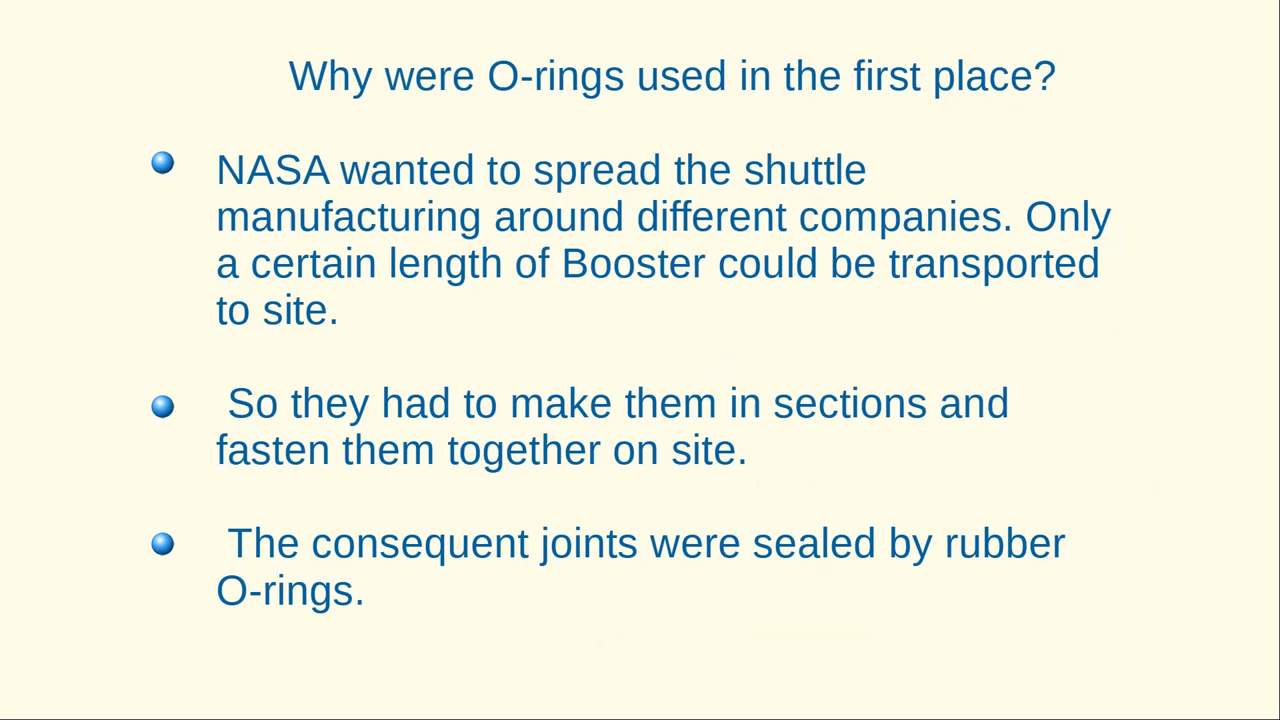 Why were O-rings used in the first place?
NASA wanted to spread the shuttle
manufacturing around different companies. Only
a certain length of Booster could be transported
to site.
So they had to make them in sections and
fasten them together on site.
The consequent joints were sealed by rubber
O-rings.